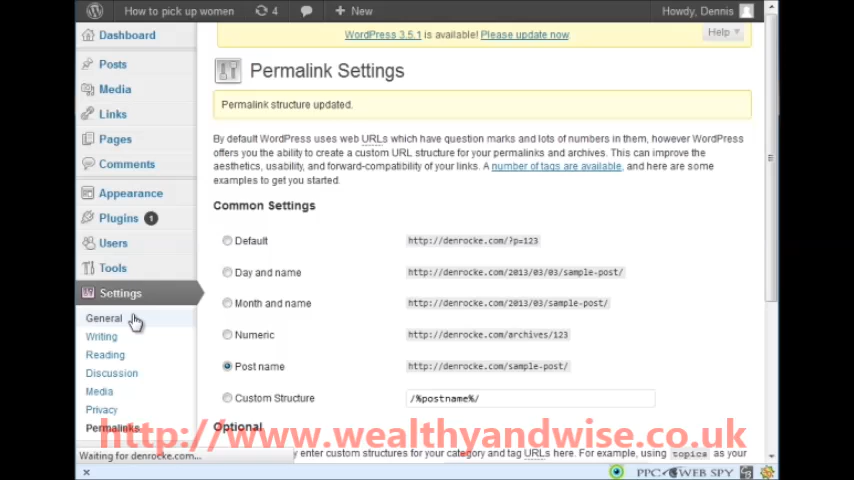 How to pick up women 4 + New Howdy, Dennis
Dashboard
Posts
Media
Links
Pages
Comments
Appearance
Plugins 1
Users
Tools
Settings
General
Writing
Reading
Discussion
Media
Privacy
Permalinks
WordPress 3.5.1 is available! Please update now.
Help
Permalink Settings
Permalink structure updated.
By default WordPress uses web URLs which have question marks and lots of numbers in them, however WordPress
offers you the ability to create a custom URL structure for your permalinks and archives. This can improve the
aesthetics, usability, and forward-compatibility of your links. A number of tags are available, and here are some
examples to get you started.
Common Settings
Default http://denrocke.com/?p=123
Day and name http://denrocke.com/2013/03/03/sample-post/
Month and name http://denrocke.com/2013/03/sample-post/
Numeric http://denrocke.com/archives/123
Post name http://denrocke.com/sample-post/
Custom Structure /%postname%/
http://www.wealthyandwise.co.uk
Optional
y enter custom structures for your category and tag URLs here. For example, using topics as your
Waiting for denrocke.com...
PPC WEB SPY